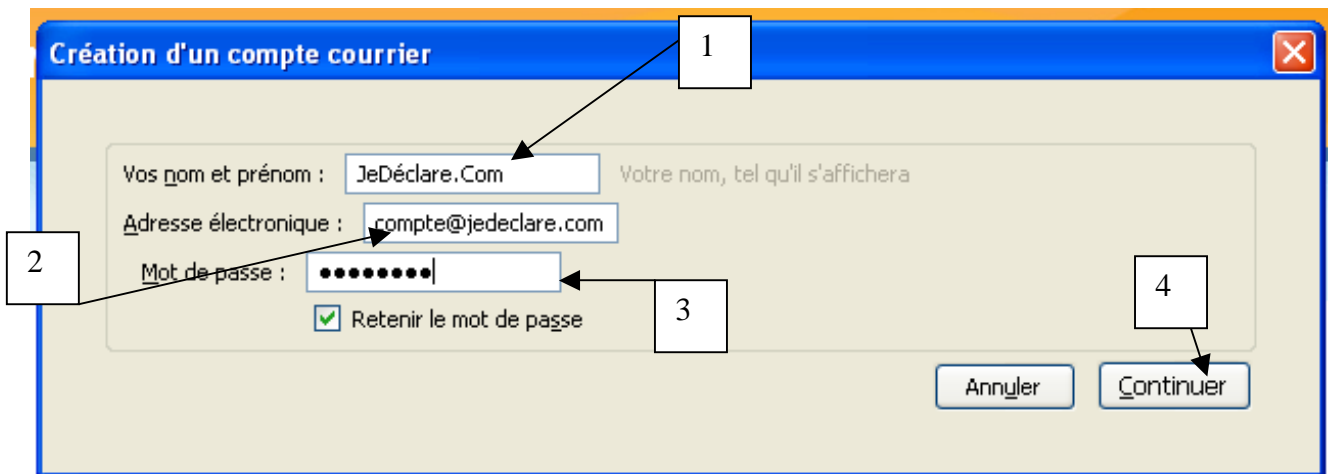 Création d'un compte courrier
1
Vos nom et prénom : JeDéclare.Com Votre nom, tel qu'il s'affichera
Adresse électronique : compte@jedeclare.com
2
Mot de passe : ●●●●●●●●
3
4
Retenir le mot de passe
Annuler Continuer